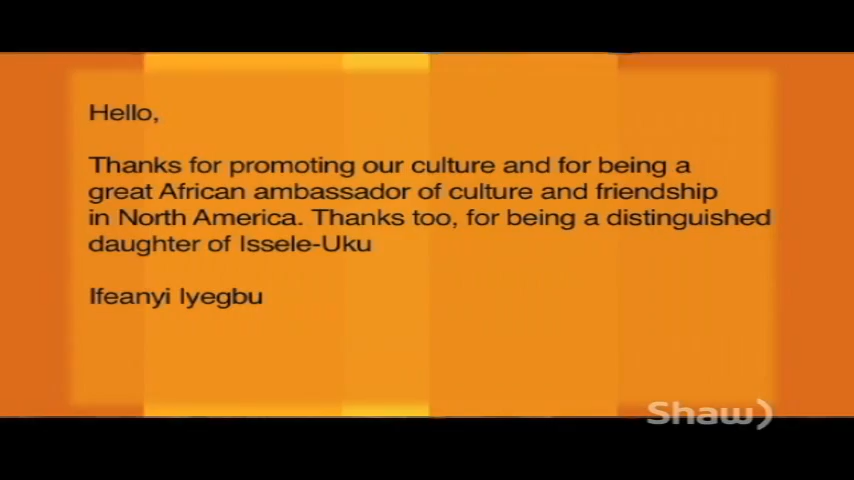 Hello,
Thanks for promoting our culture and for being a
great African ambassador of culture and friendship
in North America. Thanks too, for being a distinguished
daughter of Issele-Uku
Ifeanyi Iyegbu
Shaw)